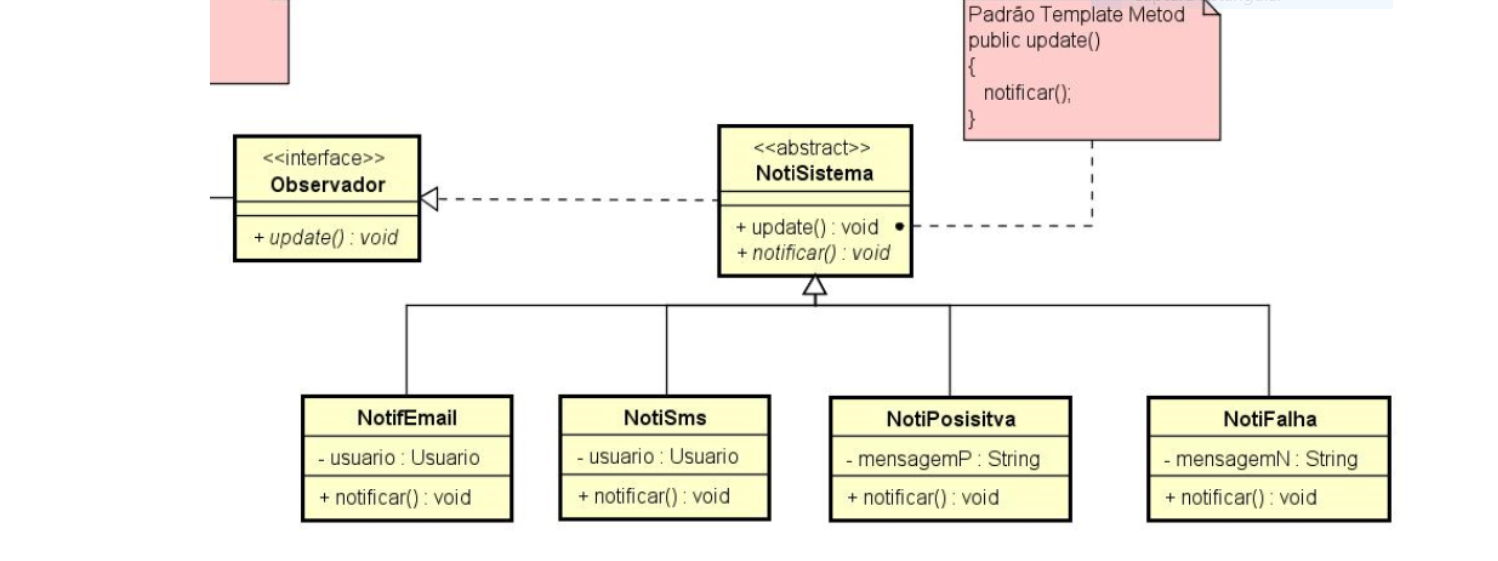 Padrão Template Metod
public update()
{
notificar();
}
<<interface>>
Observador
+ update() : void
<<abstract>>
NotiSistema
+ update() : void
+ notificar() : void
NotifEmail
- usuario : Usuario
+ notificar() : void
NotiSms
- usuario : Usuario
+ notificar() : void
NotiPosisitva
- mensagemP : String
+ notificar() : void
NotiFalha
- mensagemN : String
+ notificar() : void